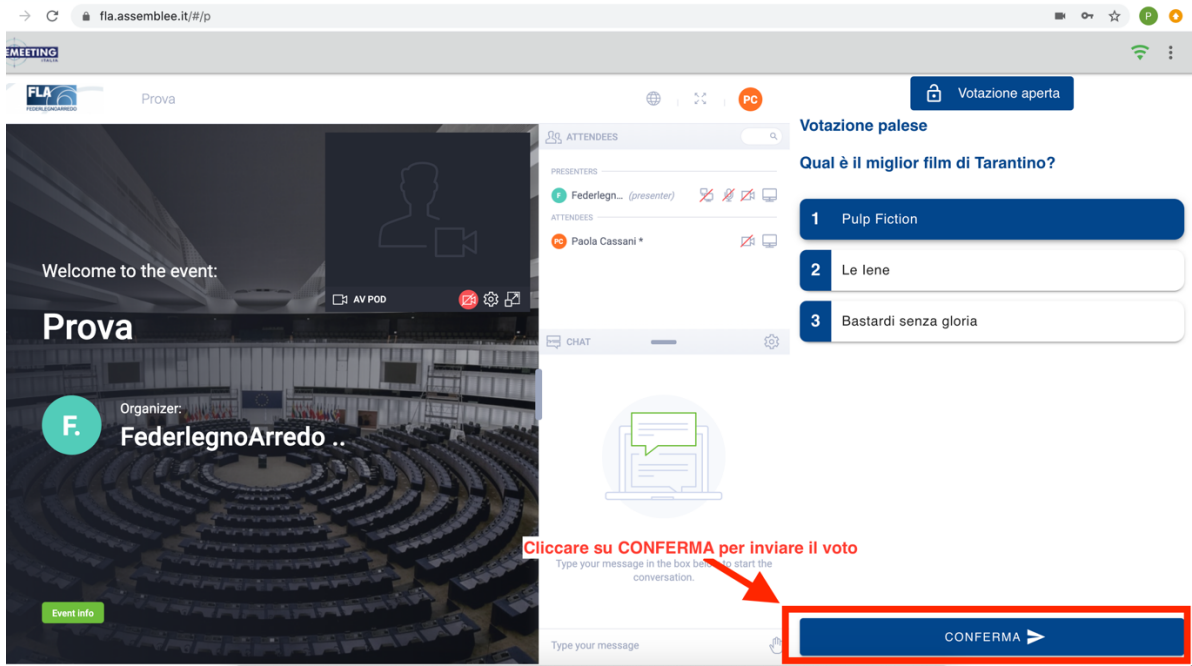 fla.assemblee.it/#/p
P
EMEETING
ITALIA
FLA
FEDERLEGNOARREDO
Prova
PC
Votazione aperta
Welcome to the event:
Prova
AV POD
Organizer:
F.
FederlegnoArredo ..
Event info
ATTENDEES
PRESENTERS
F
Federlegn... (presenter)
ATTENDEES
PC
Paola Cassani *
CHAT
Cliccare su CONFERMA per inviare il voto
Type your message in the box below to start the
conversation.
Type your message
Votazione palese
Qual è il miglior film di Tarantino?
1 Pulp Fiction
2 Le Iene
3 Bastardi senza gloria
CONFERMA